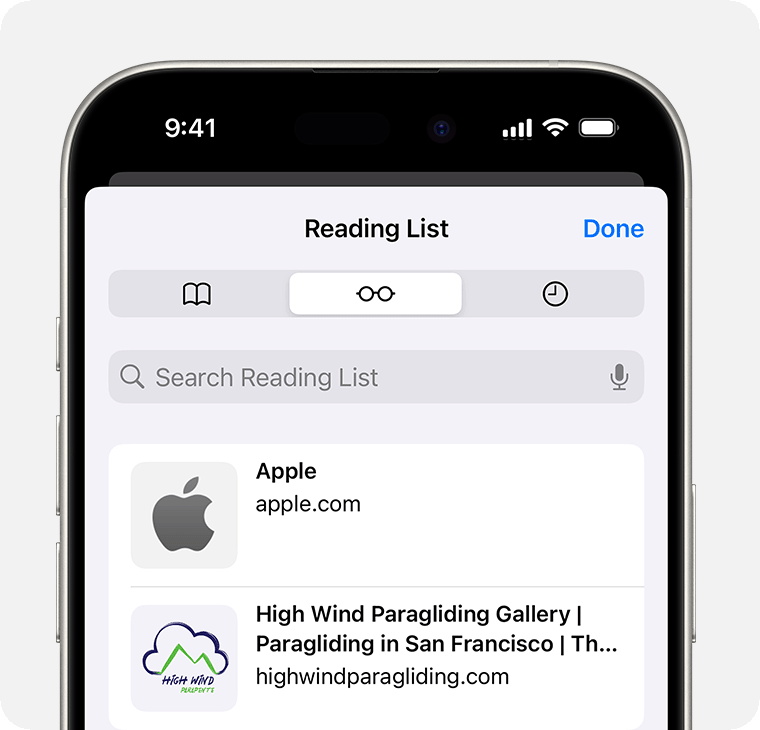 9:41
Reading List
Done
Search Reading List
Apple
apple.com
High Wind Paragliding Gallery |
Paragliding in San Francisco | Th...
highwindparagliding.com
HIGH WIND
PARAPENTE